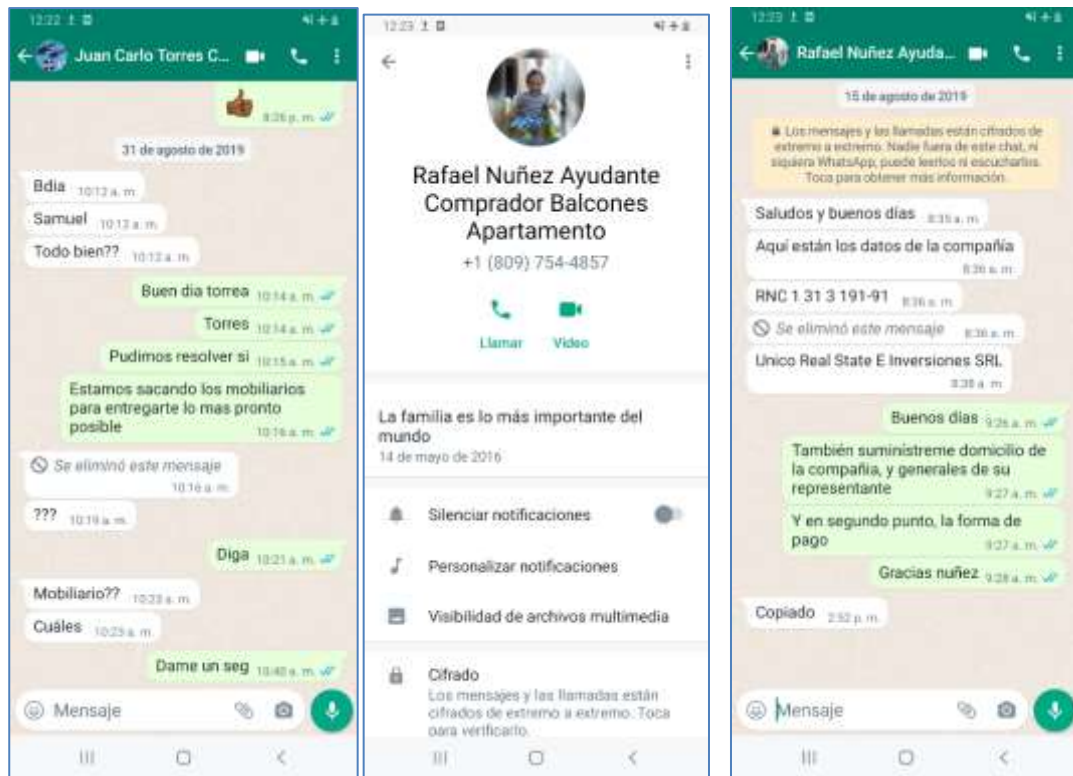 12:22
Juan Carlo Torres C...
8:26 p. m.
31 de agosto de 2019
Bdia 10:12 a. m.
Samuel 10:12 a. m.
Todo bien?? 10:12 a. m.
Buen dia torrea 10:14 a. m.
Torres 10:14 a. m.
Pudimos resolver si 10:15 a. m.
Estamos sacando los mobiliarios
para entregarte lo mas pronto
posible 10:16 a. m.
Se eliminó este mensaje
10:16 a. m.
??? 10:19 a. m.
Diga 10:21 a. m.
Mobiliario?? 10:23 a. m.
Cuáles 10:23 a. m.
Dame un seg 10:40 a. m.
Mensaje
12:23
Rafael Nuñez Ayudante
Comprador Balcones
Apartamento
+1 (809) 754-4857
Llamar Video
La familia es lo más importante del
mundo
14 de mayo de 2016
Silenciar notificaciones
Personalizar notificaciones
Visibilidad de archivos multimedia
Cifrado
Los mensajes y las llamadas están
cifrados de extremo a extremo. Toca
para verificarlo.
12:23
Rafael Nuñez Ayuda...
15 de agosto de 2019
Los mensajes y las llamadas están cifrados de
extremo a extremo. Nadie fuera de este chat, ni
siquiera WhatsApp, puede leerlos ni escucharlos.
Toca para obtener más información.
Saludos y buenos días 8:35 a. m.
Aquí están los datos de la compañía
8:36 a. m.
RNC 1 31 3 191-91 8:36 a. m.
Se eliminó este mensaje 8:36 a. m.
Unico Real State E Inversiones SRL
8:38 a. m.
Buenos dias 9:26 a. m.
También suminístreme domicilio de
la compañia, y generales de su
representante 9:27 a. m.
Y en segundo punto, la forma de
pago 9:27 a. m.
Gracias nuñez 9:28 a. m.
Copiado 2:52 p. m.
Mensaje